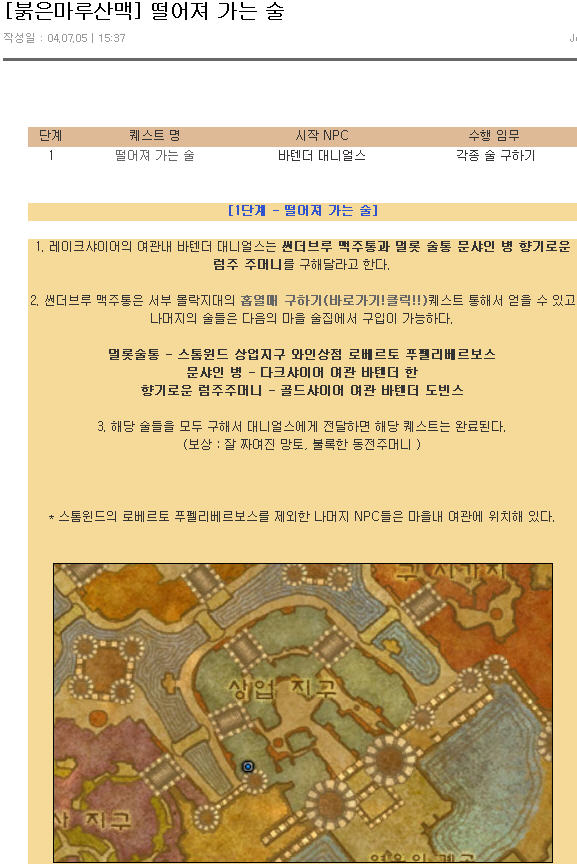 [붉은마루산맥] 떨어져 가는 술
작성일 : 04.07.05 | 15:37
단계 퀘스트 명 시작 NPC 수행 임무
1 떨어져 가는 술 바텐더 대니얼스 각종 술 구하기
[1단계 - 떨어져 가는 술]
1. 레이크샤이어의 여관내 바텐더 대니얼스는 썬더브루 맥주통과 멀롯 술통 문샤인 병 향기로운
럼주 주머니를 구해달라고 한다.
2. 썬더브루 맥주통은 서부 몰락지대의 홉열매 구하기(바로가기!클릭!!)퀘스트 통해서 얻을 수 있고
나머지의 술들은 다음의 마을 술집에서 구입이 가능하다.
멀롯술통 - 스톰윈드 상업지구 와인상점 로베르토 푸펠리베르보스
문샤인 병 - 다크샤이어 여관 바텐더 한
향기로운 럼주주머니 - 골드샤이어 여관 바텐더 도빈스
3. 해당 술들을 모두 구해서 대니얼스에게 전달하면 해당 퀘스트는 완료된다.
(보상 : 잘 짜여진 망토, 불룩한 동전주머니 )
* 스톰윈드의 로베르토 푸펠리베르보스를 제외한 나머지 NPC들은 마을내 여관에 위치해 있다.
상업 지구
지구